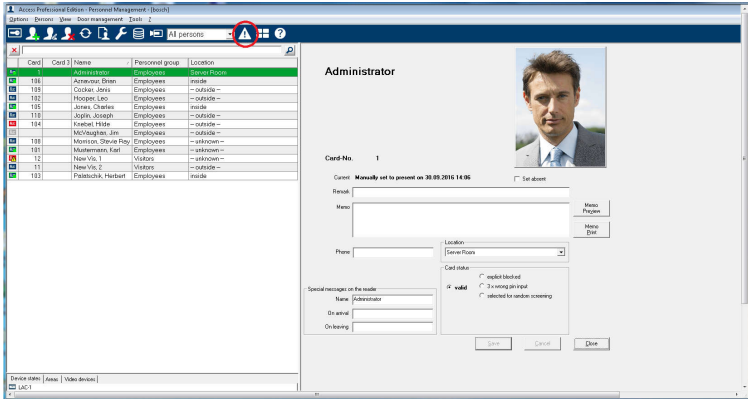 Access Professional Edition - Personnel Management - [bosch]
Options Persons View Door management Tools ?
All persons
Card Card 3 Name Personnel group Location
1 Administrator Employees Server Room
106 Aznavour, Brian Employees inside
109 Cocker, Janis Employees -- outside --
102 Hooper, Leo Employees -- outside --
105 Jones, Charles Employees inside
110 Joplin, Joseph Employees -- outside --
104 Knebel, Hilde Employees -- outside --
McVaughan, Jim Employees -- outside --
108 Morrison, Stevie Ray Employees -- unknown --
101 Mustermann, Karl Employees -- unknown --
12 New Vis, 1 Visitors -- unknown --
11 New Vis, 2 Visitors -- outside --
103 Palatschik, Herbert Employees inside
Device states Areas Video devices
LAC-1
Administrator
Card-No. 1
Current Manually set to present on 30.09.2016 14:06
Set absent
Remark
Memo
Memo Preview
Memo Print
Phone
Location
Server Room
Card status
valid
explicit blocked
3 x wrong pin input
selected for random screening
Special messages on the reader
Name Administrator
On arrival
On leaving
Save Cancel Close